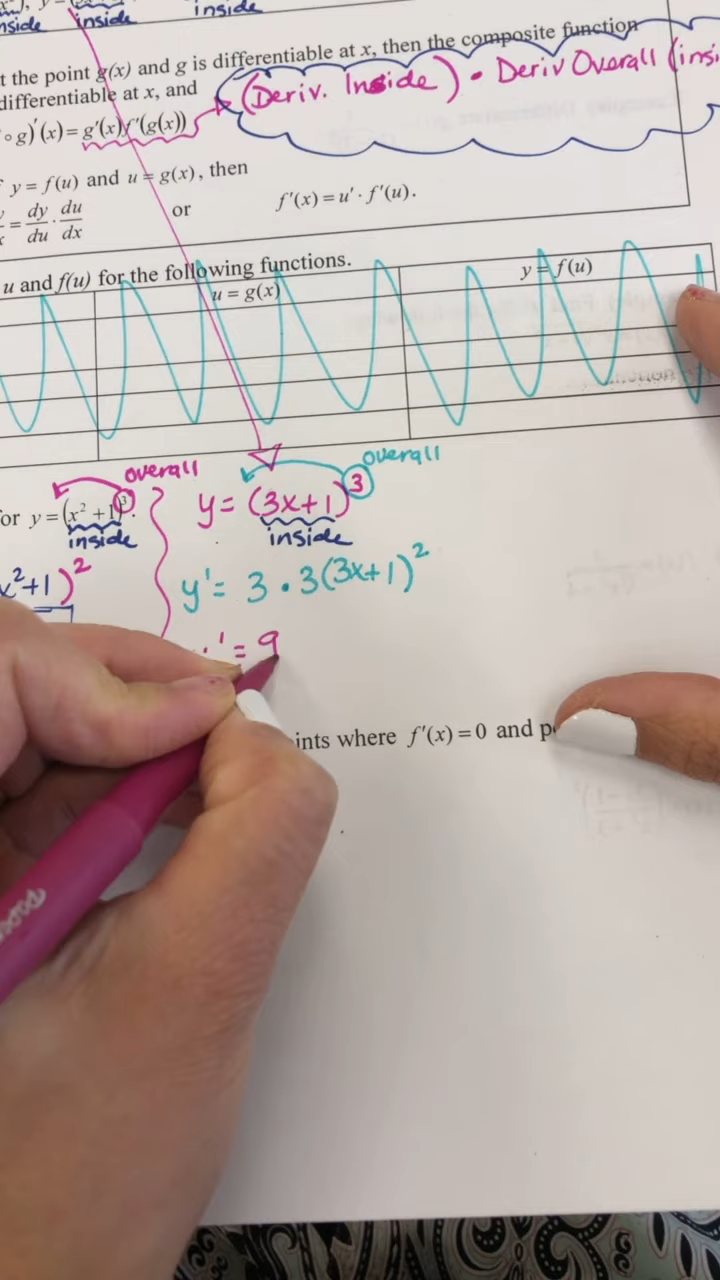 inside inside inside
t the point g(x) and g is differentiable at x, then the composite function
differentiable at x, and
(Deriv. Inside) • Deriv Overall (insi
∘ g)′(x) = g′(x)f′(g(x))
y = f(u) and u = g(x), then
= dy/du · du/dx or f′(x) = u′ · f′(u).
u and f(u) for the following functions.
u = g(x) y = f(u)
overall overall
or y = (x² + 1)³. y = (3x+1)³
inside inside
x²+1)² y' = 3 • 3(3x+1)²
' = 9
ints where f′(x) = 0 and